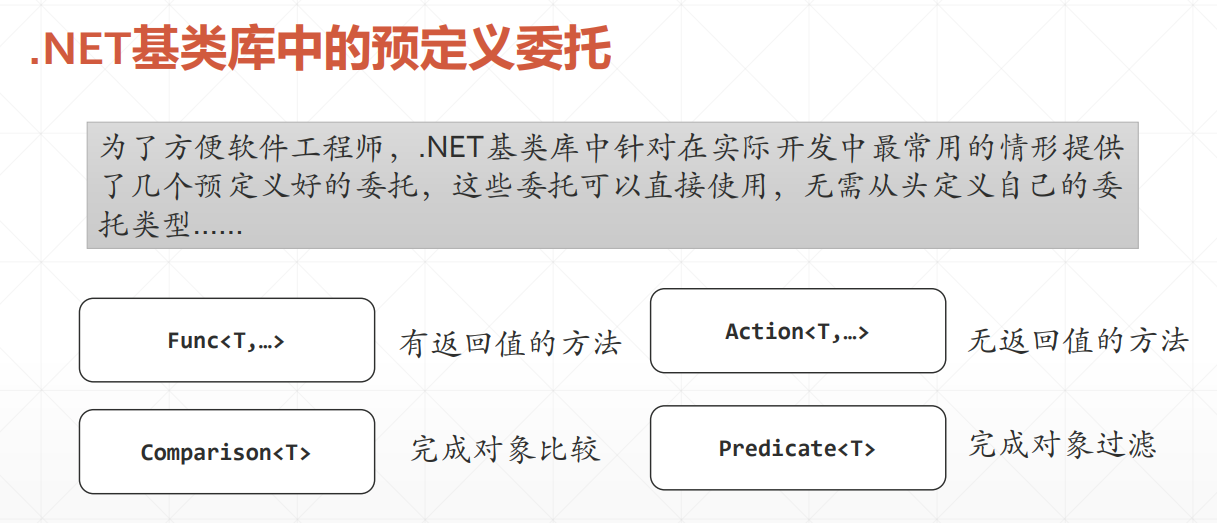 .NET基类库中的预定义委托
为了方便软件工程师，.NET基类库中针对在实际开发中最常用的情形提供
了几个预定义好的委托，这些委托可以直接使用，无需从头定义自己的委
托类型……
Func<T,…>
有返回值的方法
Action<T,…>
无返回值的方法
Comparison<T>
完成对象比较
Predicate<T>
完成对象过滤